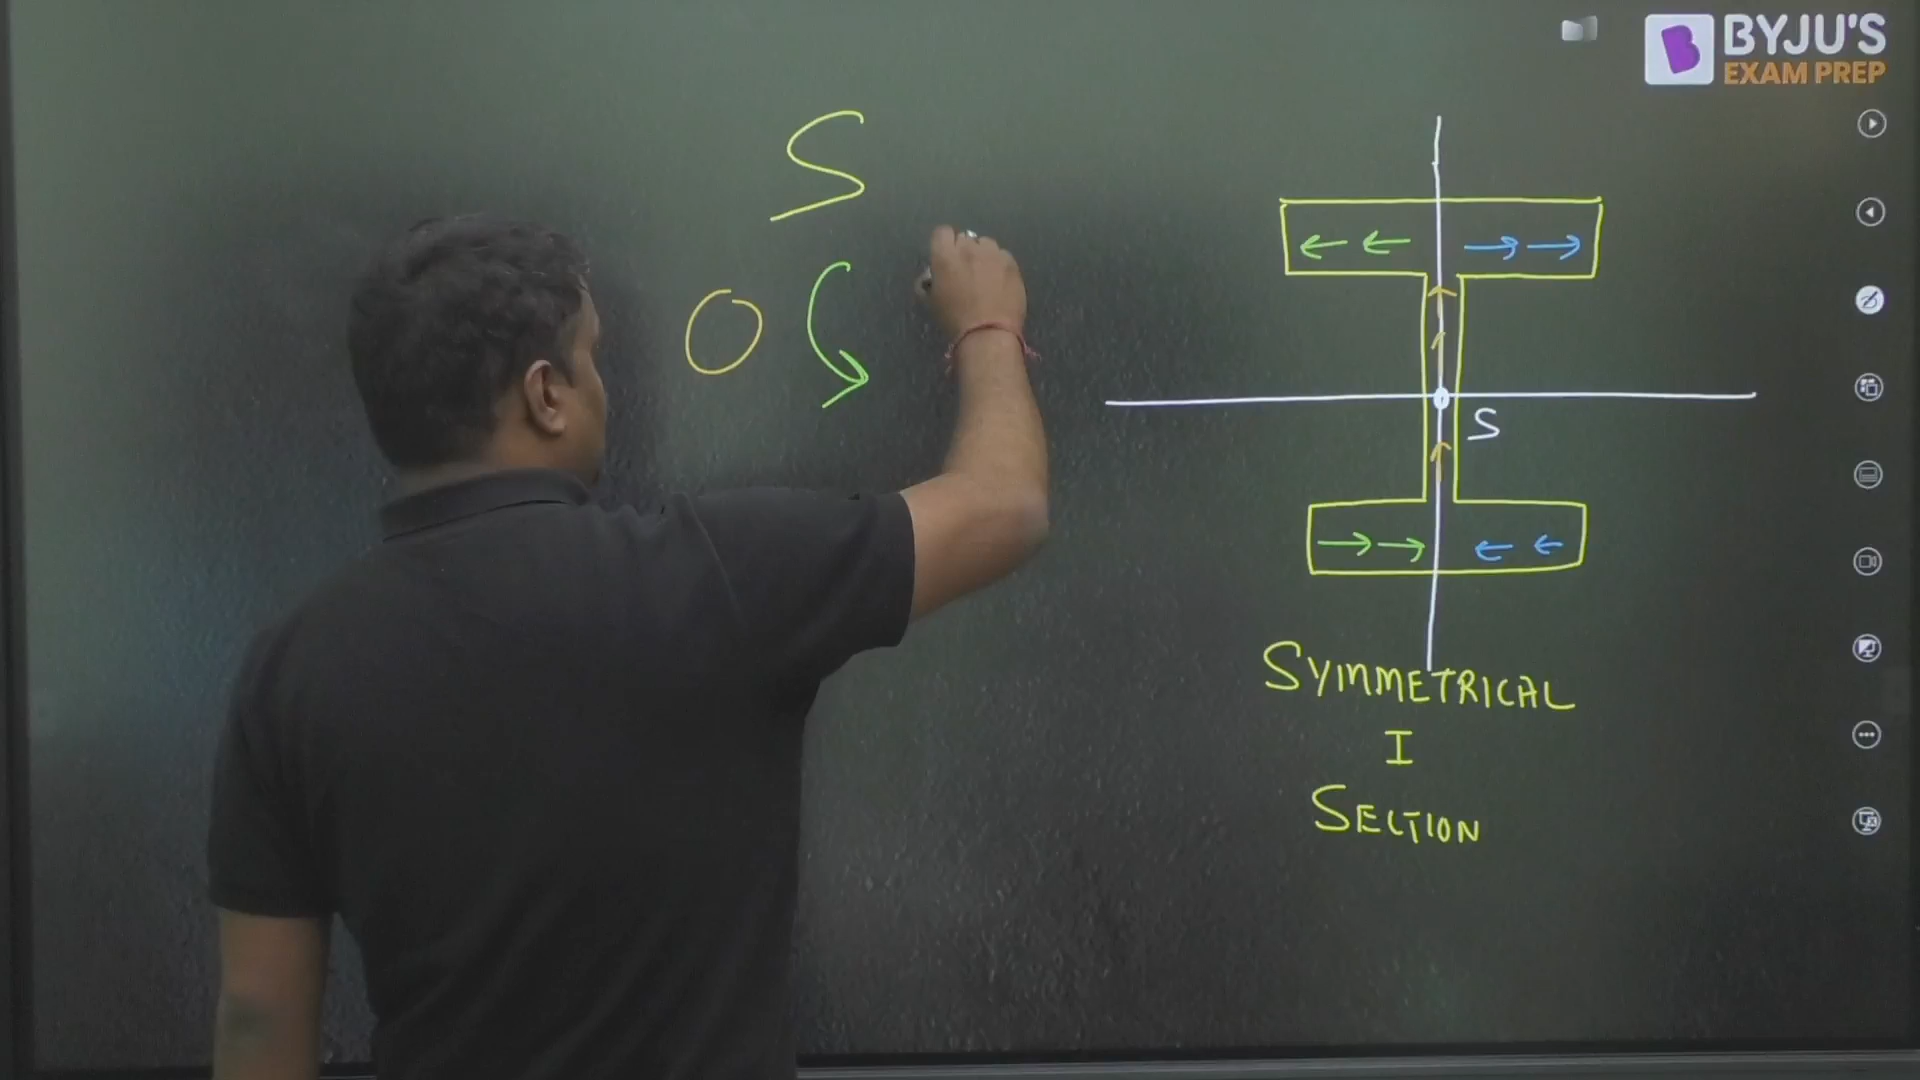 BYJU'S
EXAM PREP
S
O
S
SYMMETRICAL
I
SECTION